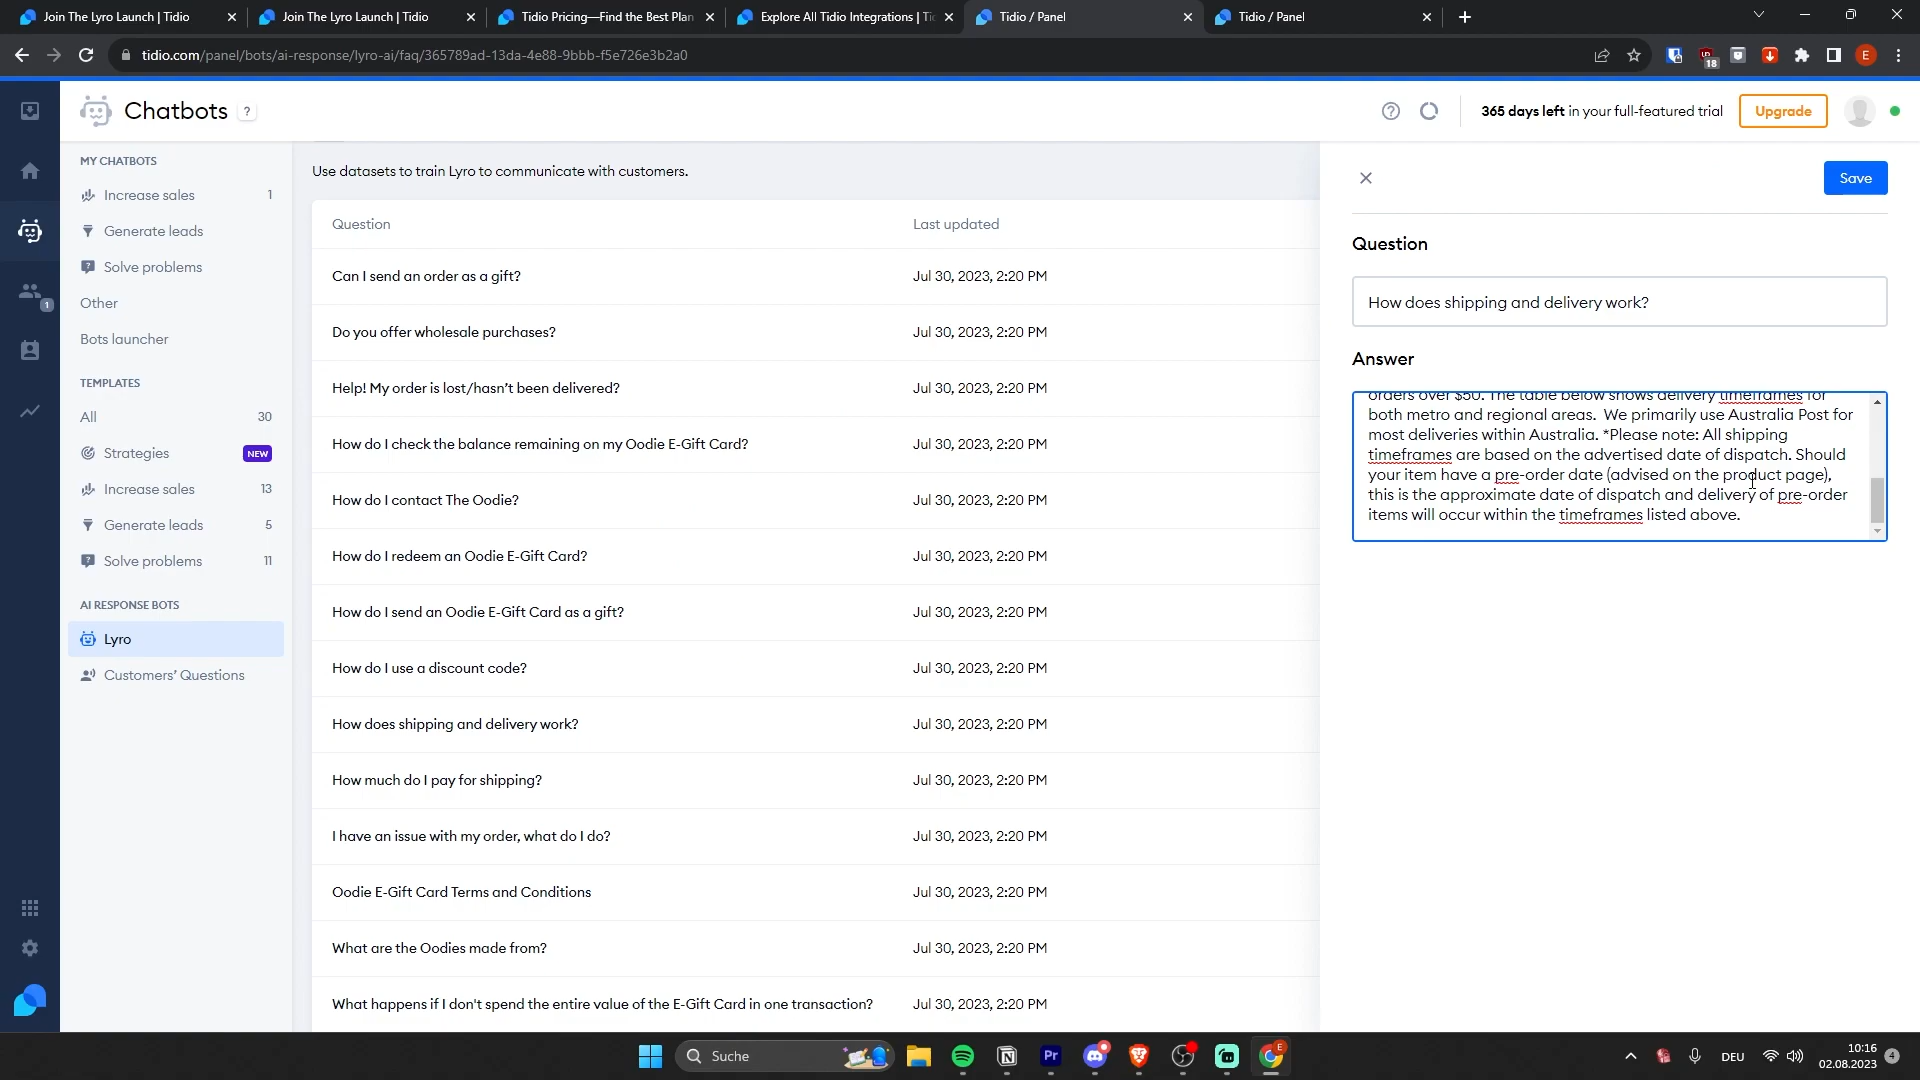 Join The Lyro Launch | Tidio
Join The Lyro Launch | Tidio
Tidio Pricing—Find the Best Plan
Explore All Tidio Integrations | Tid
Tidio / Panel
Tidio / Panel
tidio.com/panel/bots/ai-response/lyro-ai/faq/365789ad-13da-4e88-9bbb-f5e726e3b2a0
18
E
Chatbots ?
365 days left in your full-featured trial
Upgrade
MY CHATBOTS
Increase sales 1
Generate leads
Solve problems
Other
Bots launcher
TEMPLATES
All 30
Strategies NEW
Increase sales 13
Generate leads 5
Solve problems 11
AI RESPONSE BOTS
Lyro
Customers' Questions
1
Use datasets to train Lyro to communicate with customers.
Question Last updated
Can I send an order as a gift? Jul 30, 2023, 2:20 PM
Do you offer wholesale purchases? Jul 30, 2023, 2:20 PM
Help! My order is lost/hasn't been delivered? Jul 30, 2023, 2:20 PM
How do I check the balance remaining on my Oodie E-Gift Card? Jul 30, 2023, 2:20 PM
How do I contact The Oodie? Jul 30, 2023, 2:20 PM
How do I redeem an Oodie E-Gift Card? Jul 30, 2023, 2:20 PM
How do I send an Oodie E-Gift Card as a gift? Jul 30, 2023, 2:20 PM
How do I use a discount code? Jul 30, 2023, 2:20 PM
How does shipping and delivery work? Jul 30, 2023, 2:20 PM
How much do I pay for shipping? Jul 30, 2023, 2:20 PM
I have an issue with my order, what do I do? Jul 30, 2023, 2:20 PM
Oodie E-Gift Card Terms and Conditions Jul 30, 2023, 2:20 PM
What are the Oodies made from? Jul 30, 2023, 2:20 PM
What happens if I don't spend the entire value of the E-Gift Card in one transaction? Jul 30, 2023, 2:20 PM
Save
Question
How does shipping and delivery work?
Answer
orders over $50. The table below shows delivery timeframes for
both metro and regional areas. We primarily use Australia Post for
most deliveries within Australia. *Please note: All shipping
timeframes are based on the advertised date of dispatch. Should
your item have a pre-order date (advised on the product page),
this is the approximate date of dispatch and delivery of pre-order
items will occur within the timeframes listed above.
Suche
Pr
E
DEU
10:16
02.08.2023
4